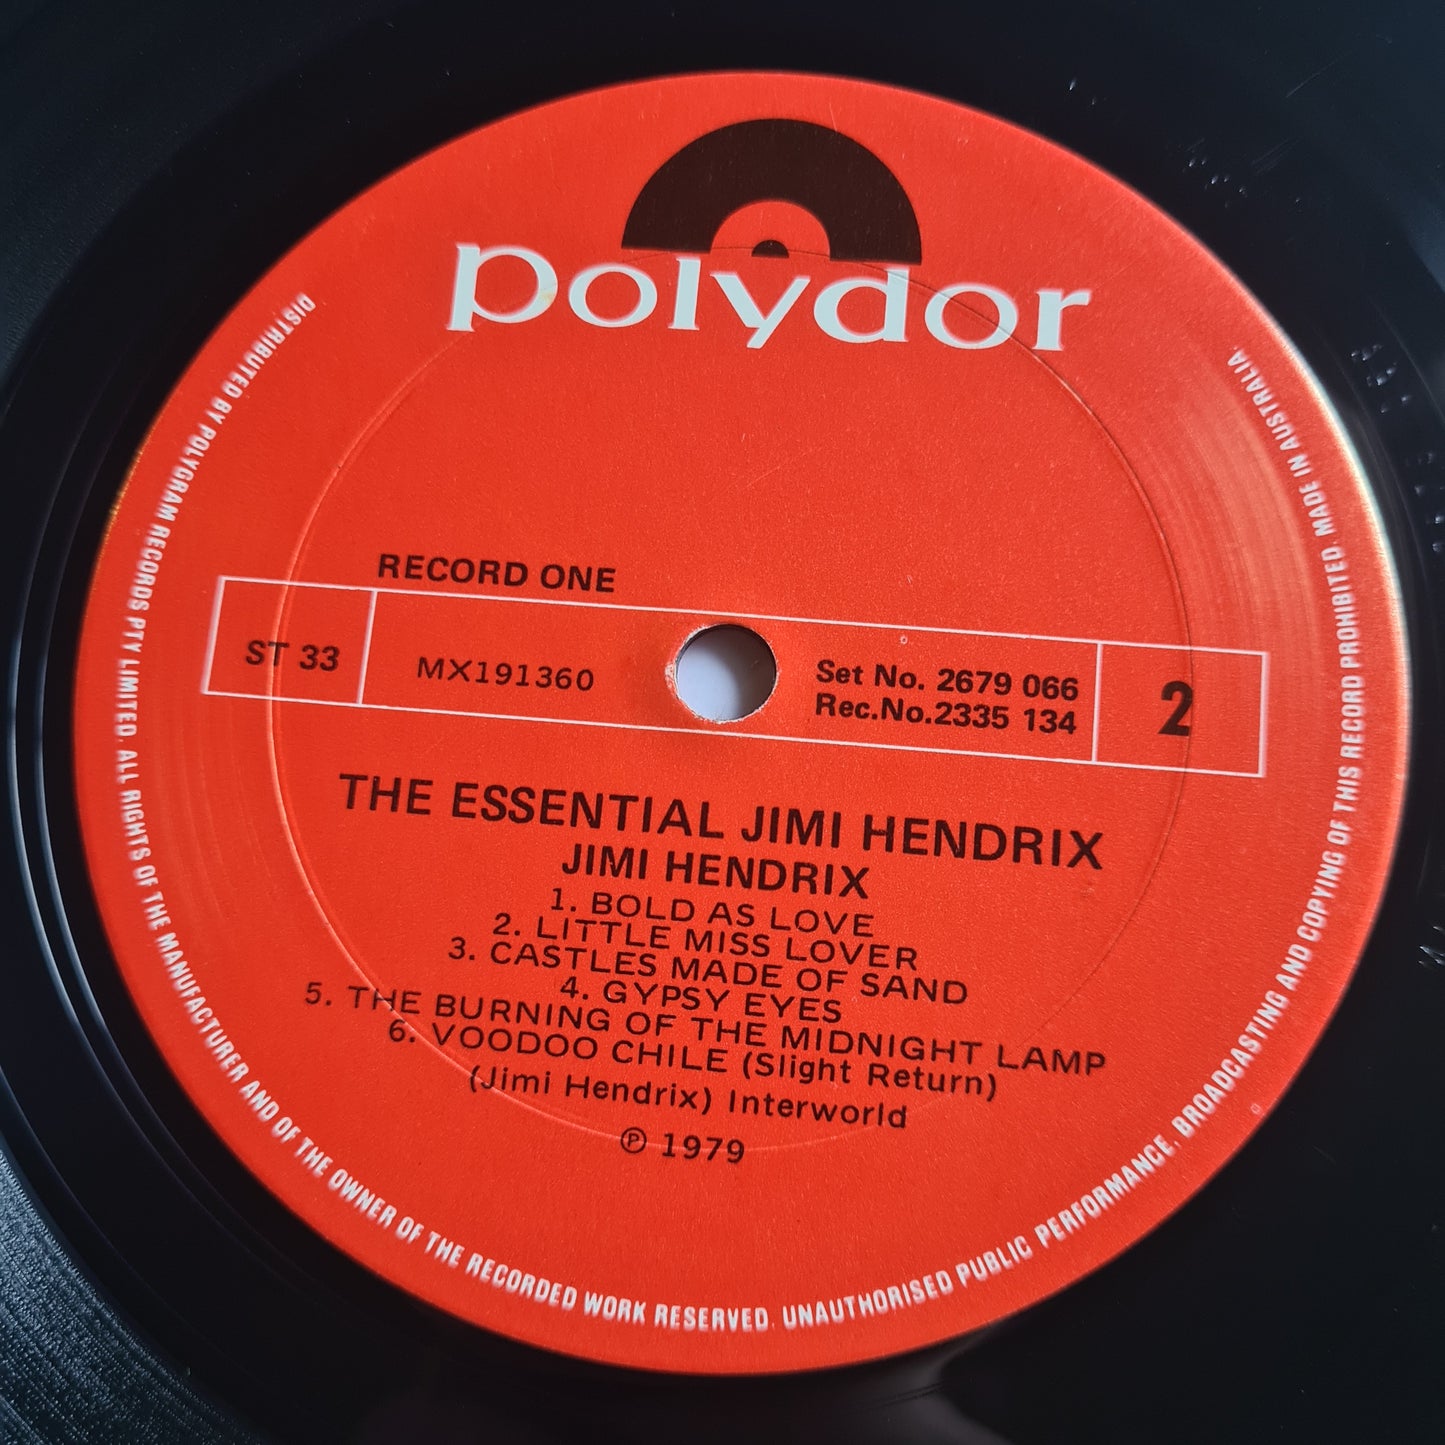 polydor
RECORD ONE
ST 33
MX191360
Set No. 2679 066
Rec.No.2335 134
2
THE ESSENTIAL JIMI HENDRIX
JIMI HENDRIX
1. BOLD AS LOVE
2. LITTLE MISS LOVER
3. CASTLES MADE OF SAND
4. GYPSY EYES
5. THE BURNING OF THE MIDNIGHT LAMP
6. VOODOO CHILE (Slight Return)
(Jimi Hendrix) Interworld
℗ 1979
DISTRIBUTED BY POLYGRAM RECORDS PTY LIMITED. ALL RIGHTS OF THE MANUFACTURER AND OF THE OWNER OF THE RECORDED WORK RESERVED. UNAUTHORISED PUBLIC PERFORMANCE, BROADCASTING AND COPYING OF THIS RECORD PROHIBITED. MADE IN AUSTRALIA.